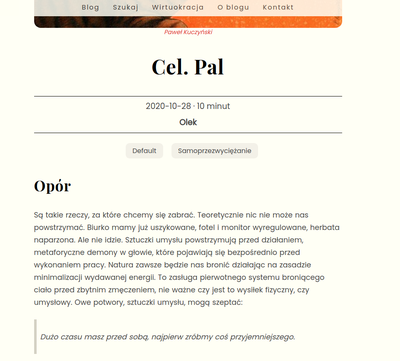 Blog Szukaj Wirtuokracja O blogu Kontakt
Paweł Kuczyński
Cel. Pal
2020-10-28 · 10 minut
Olek
Default Samoprzezwyciężanie
Opór
Są takie rzeczy, za które chcemy się zabrać. Teoretycznie nic nie może nas
powstrzymać. Biurko mamy już uszykowane, fotel i monitor wyregulowane, herbata
naparzona. Ale nie idzie. Sztuczki umysłu powstrzymują przed działaniem,
metaforyczne demony w głowie, które pojawiają się bezpośrednio przed
wykonaniem pracy. Natura zawsze będzie nas bronić działając na zasadzie
minimalizacji wydawanej energii. To zasługa pierwotnego systemu broniącego
ciało przed zbytnim zmęczeniem, nie ważne czy jest to wysiłek fizyczny, czy
umysłowy. Owe potwory, sztuczki umysłu, mogą szeptać:
Dużo czasu masz przed sobą, najpierw zróbmy coś przyjemniejszego.